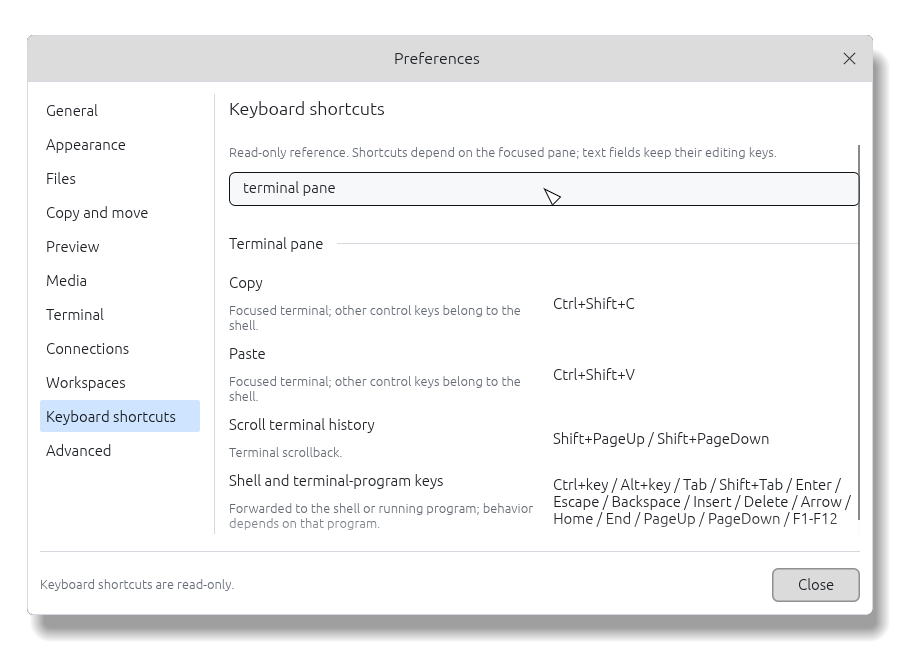 Preferences
General
Appearance
Files
Copy and move
Preview
Media
Terminal
Connections
Workspaces
Keyboard shortcuts
Advanced
Keyboard shortcuts
Read-only reference. Shortcuts depend on the focused pane; text fields keep their editing keys.
terminal pane
Terminal pane
Copy
Focused terminal; other control keys belong to the
shell.
Ctrl+Shift+C
Paste
Focused terminal; other control keys belong to the
shell.
Ctrl+Shift+V
Scroll terminal history
Terminal scrollback.
Shift+PageUp / Shift+PageDown
Shell and terminal-program keys
Forwarded to the shell or running program; behavior
depends on that program.
Ctrl+key / Alt+key / Tab / Shift+Tab / Enter /
Escape / Backspace / Insert / Delete / Arrow /
Home / End / PageUp / PageDown / F1-F12
Keyboard shortcuts are read-only.
Close